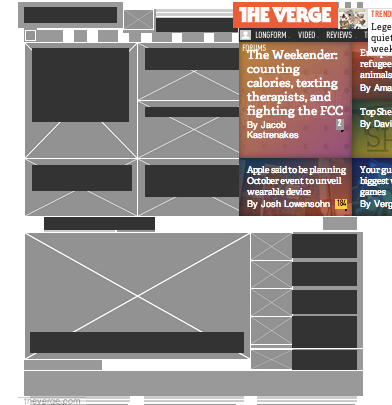 THE VERGE
TREND
Lege
quiet
week
LONGFORM
VIDEO
REVIEWS
FORUMS
The Weekender:
counting
calories, texting
therapists, and
fighting the FCC
By Jacob
Kastrenakes
2
refugee
animals
By Ama
Top She
By Davi
Apple said to be planning
October event to unveil
wearable device
By Josh Lowensohn
184
Your gu
biggest v
games
By Verg
theverge.com